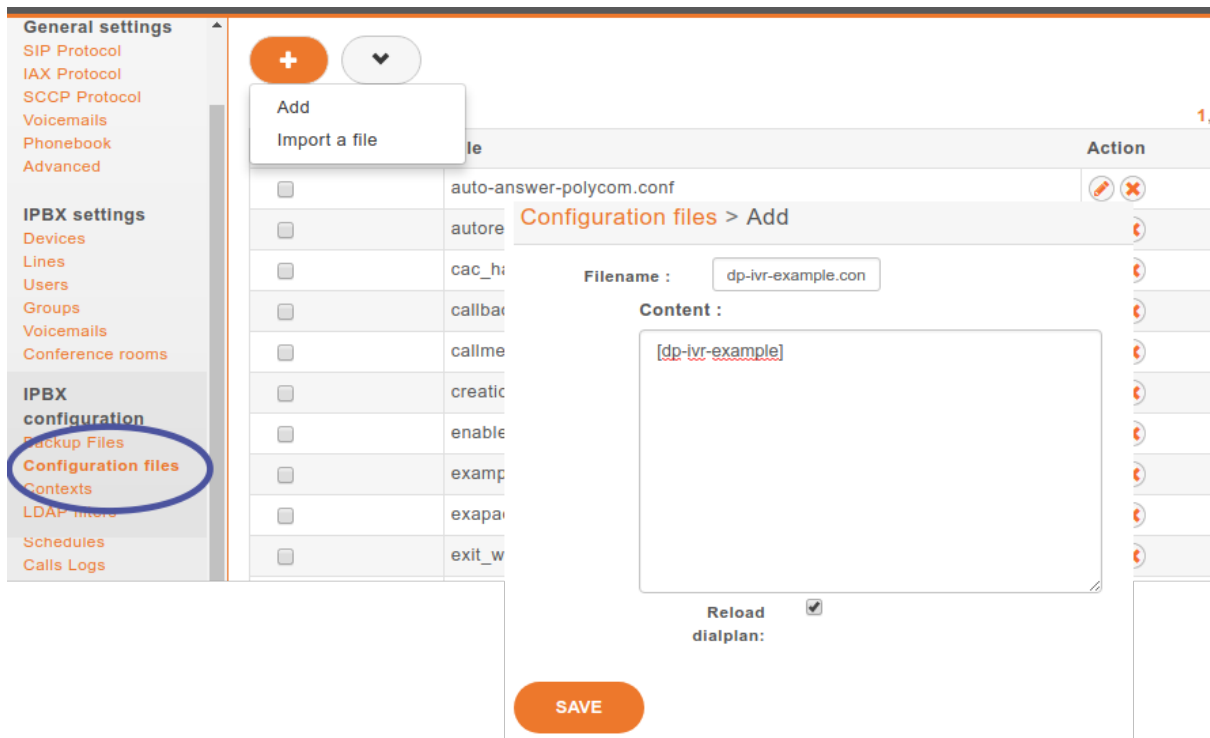 General settings
SIP Protocol
IAX Protocol
SCCP Protocol
Voicemails
Phonebook
Advanced
IPBX settings
Devices
Lines
Users
Groups
Voicemails
Conference rooms
IPBX
configuration
Backup Files
Configuration files
Contexts
LDAP filters
Schedules
Calls Logs
Add
Import a file
1,
le
Action
auto-answer-polycom.conf
autore
cac_ha
callbac
callme
creatic
enable
examp
exapa
exit_w
Configuration files > Add
Filename :
dp-ivr-example.con
Content :
[dp-ivr-example]
Reload
dialplan:
SAVE